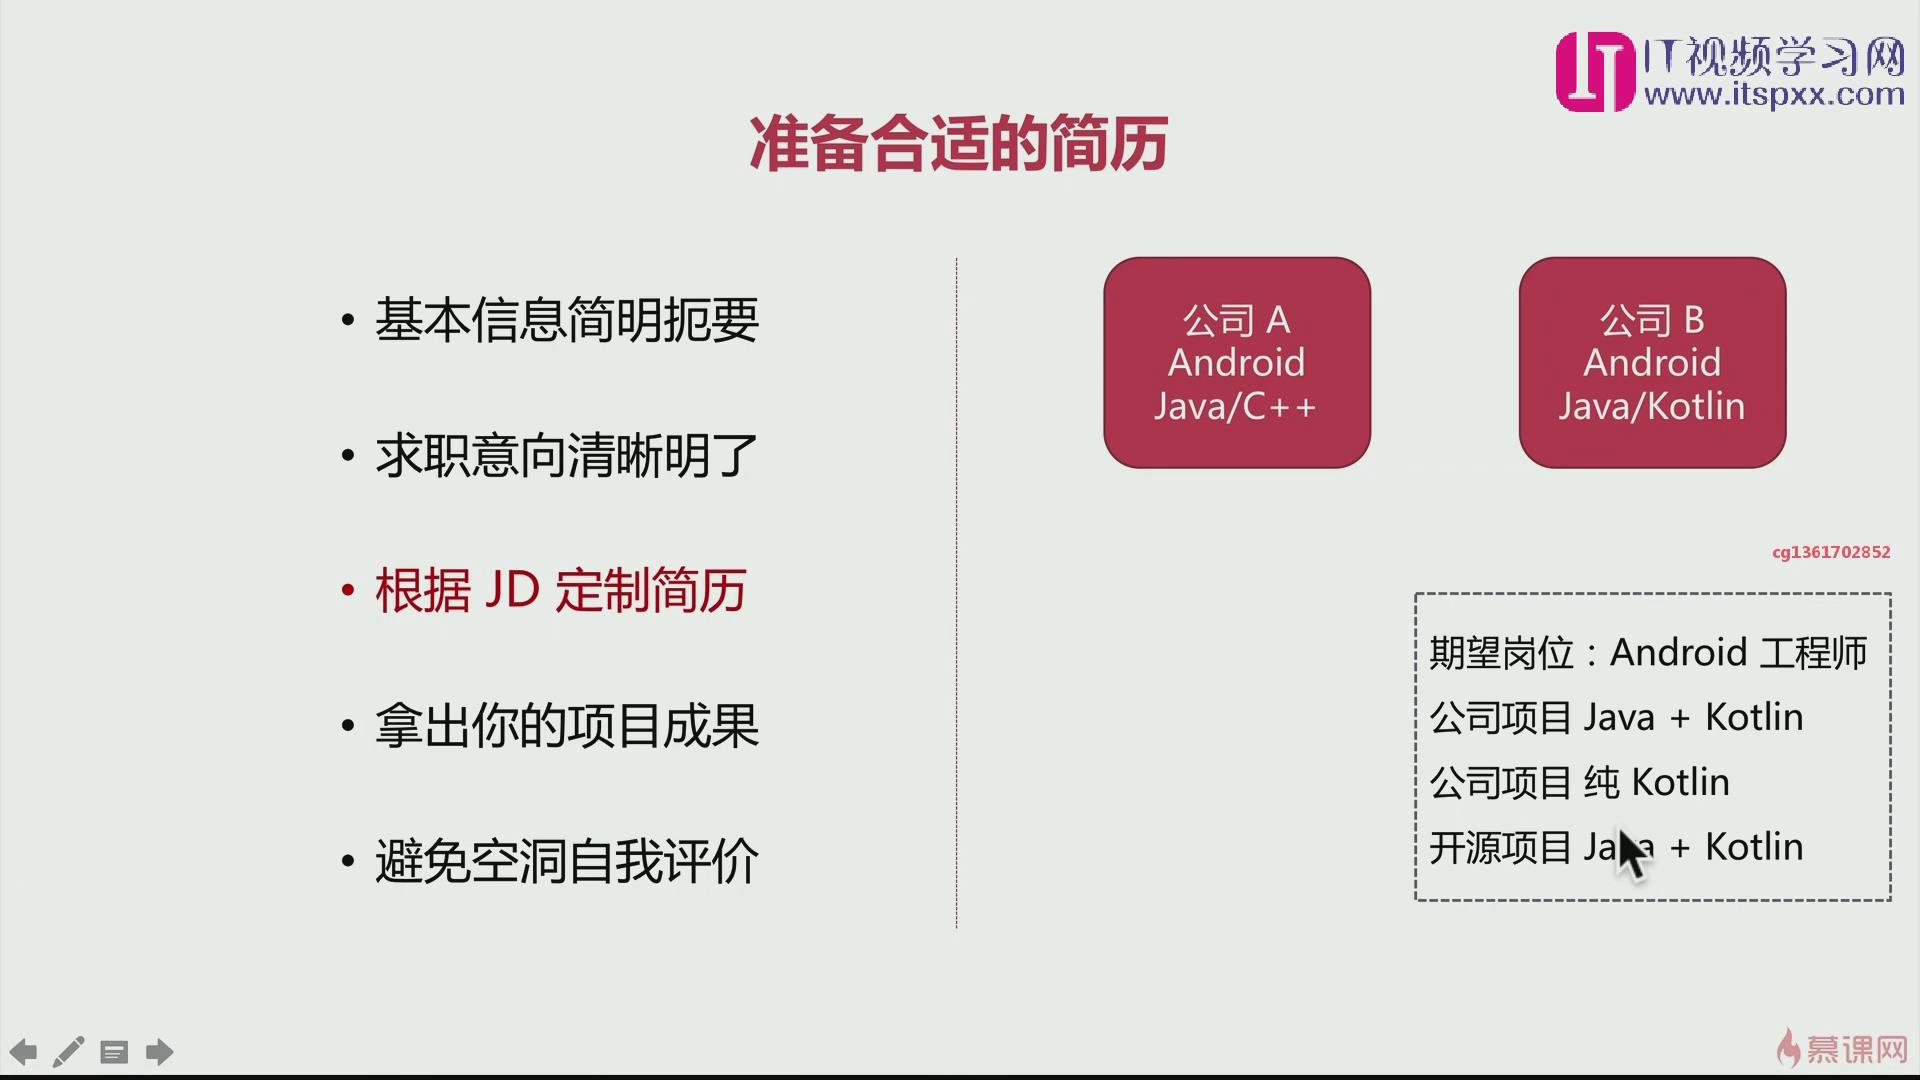 IT视频学习网
www.itspxx.com
准备合适的简历
• 基本信息简明扼要
• 求职意向清晰明了
• 根据 JD 定制简历
• 拿出你的项目成果
• 避免空洞自我评价
公司 A
Android
Java/C++
公司 B
Android
Java/Kotlin
cg1361702852
期望岗位：Android 工程师
公司项目 Java + Kotlin
公司项目 纯 Kotlin
开源项目 Java + Kotlin
慕课网